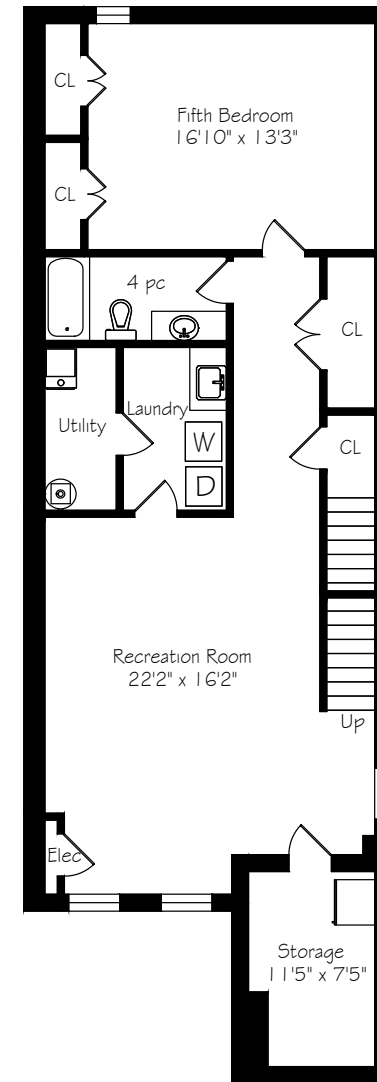 CL
Fifth Bedroom
16'10" x 13'3"
CL
4 pc
CL
Utility
Laundry
W
D
CL
Recreation Room
22'2" x 16'2"
Up
Elec
Storage
11'5" x 7'5"